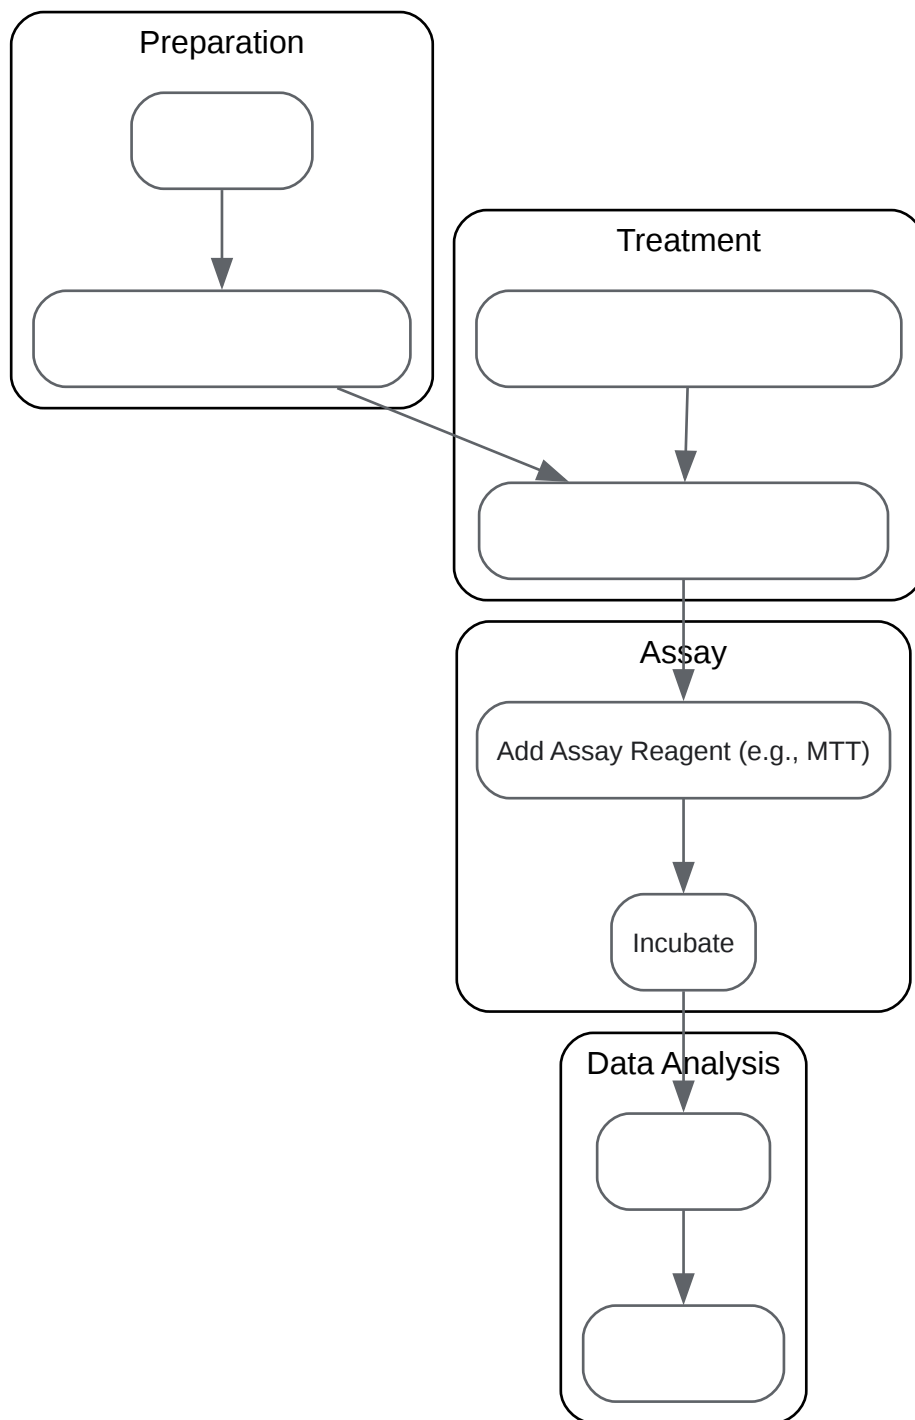 Preparation
Treatment
Assay
Add Assay Reagent (e.g., MTT)
Incubate
Data Analysis